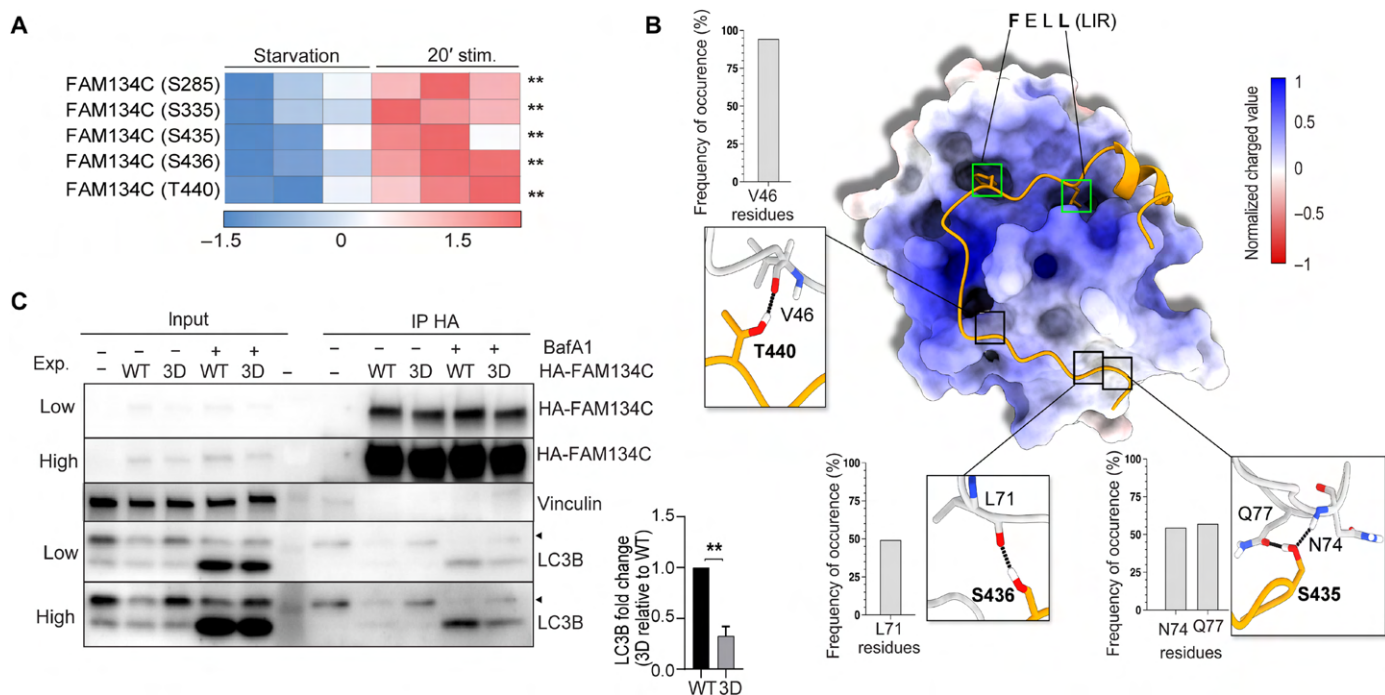 A
Starvation
20′ stim.
FAM134C (S285)
**
FAM134C (S335)
**
FAM134C (S435)
**
FAM134C (S436)
**
FAM134C (T440)
**
–1.5
0
1.5
B
F E L L (LIR)
Frequency of occurence (%)
100
75
50
25
0
V46
residues
V46
T440
Normalized charged value
1
0.5
0
−0.5
−1
Frequency of occurence (%)
100
75
50
25
0
L71
residues
L71
S436
Frequency of occurence (%)
100
75
50
25
0
N74 Q77
residues
Q77
N74
S435
C
Input
IP HA
– – – + + – – – + + BafA1
Exp. – WT 3D WT 3D – – WT 3D WT 3D HA-FAM134C
Low
HA-FAM134C
High
HA-FAM134C
Vinculin
Low
LC3B
High
LC3B
LC3B fold change
(3D relative to WT)
1.5
1.0
0.5
0.0
**
WT 3D